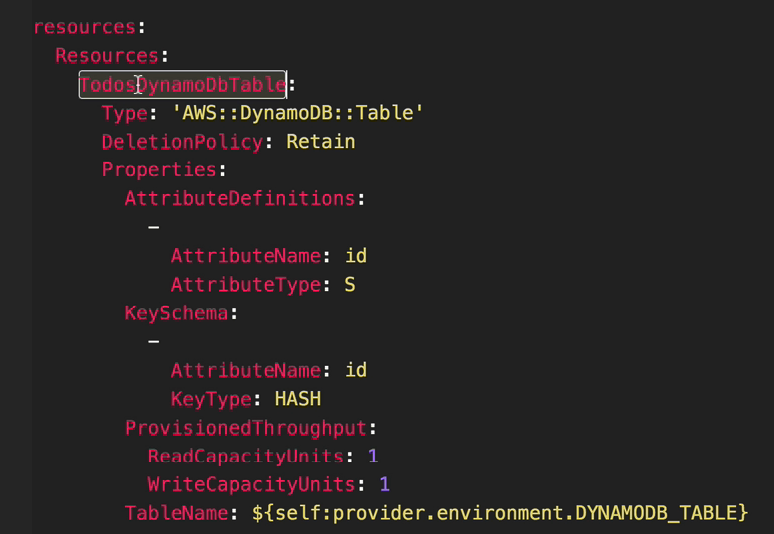 resources:
Resources:
TodosDynamoDbTable:
Type: 'AWS::DynamoDB::Table'
DeletionPolicy: Retain
Properties:
AttributeDefinitions:
-
AttributeName: id
AttributeType: S
KeySchema:
-
AttributeName: id
KeyType: HASH
ProvisionedThroughput:
ReadCapacityUnits: 1
WriteCapacityUnits: 1
TableName: ${self:provider.environment.DYNAMODB_TABLE}